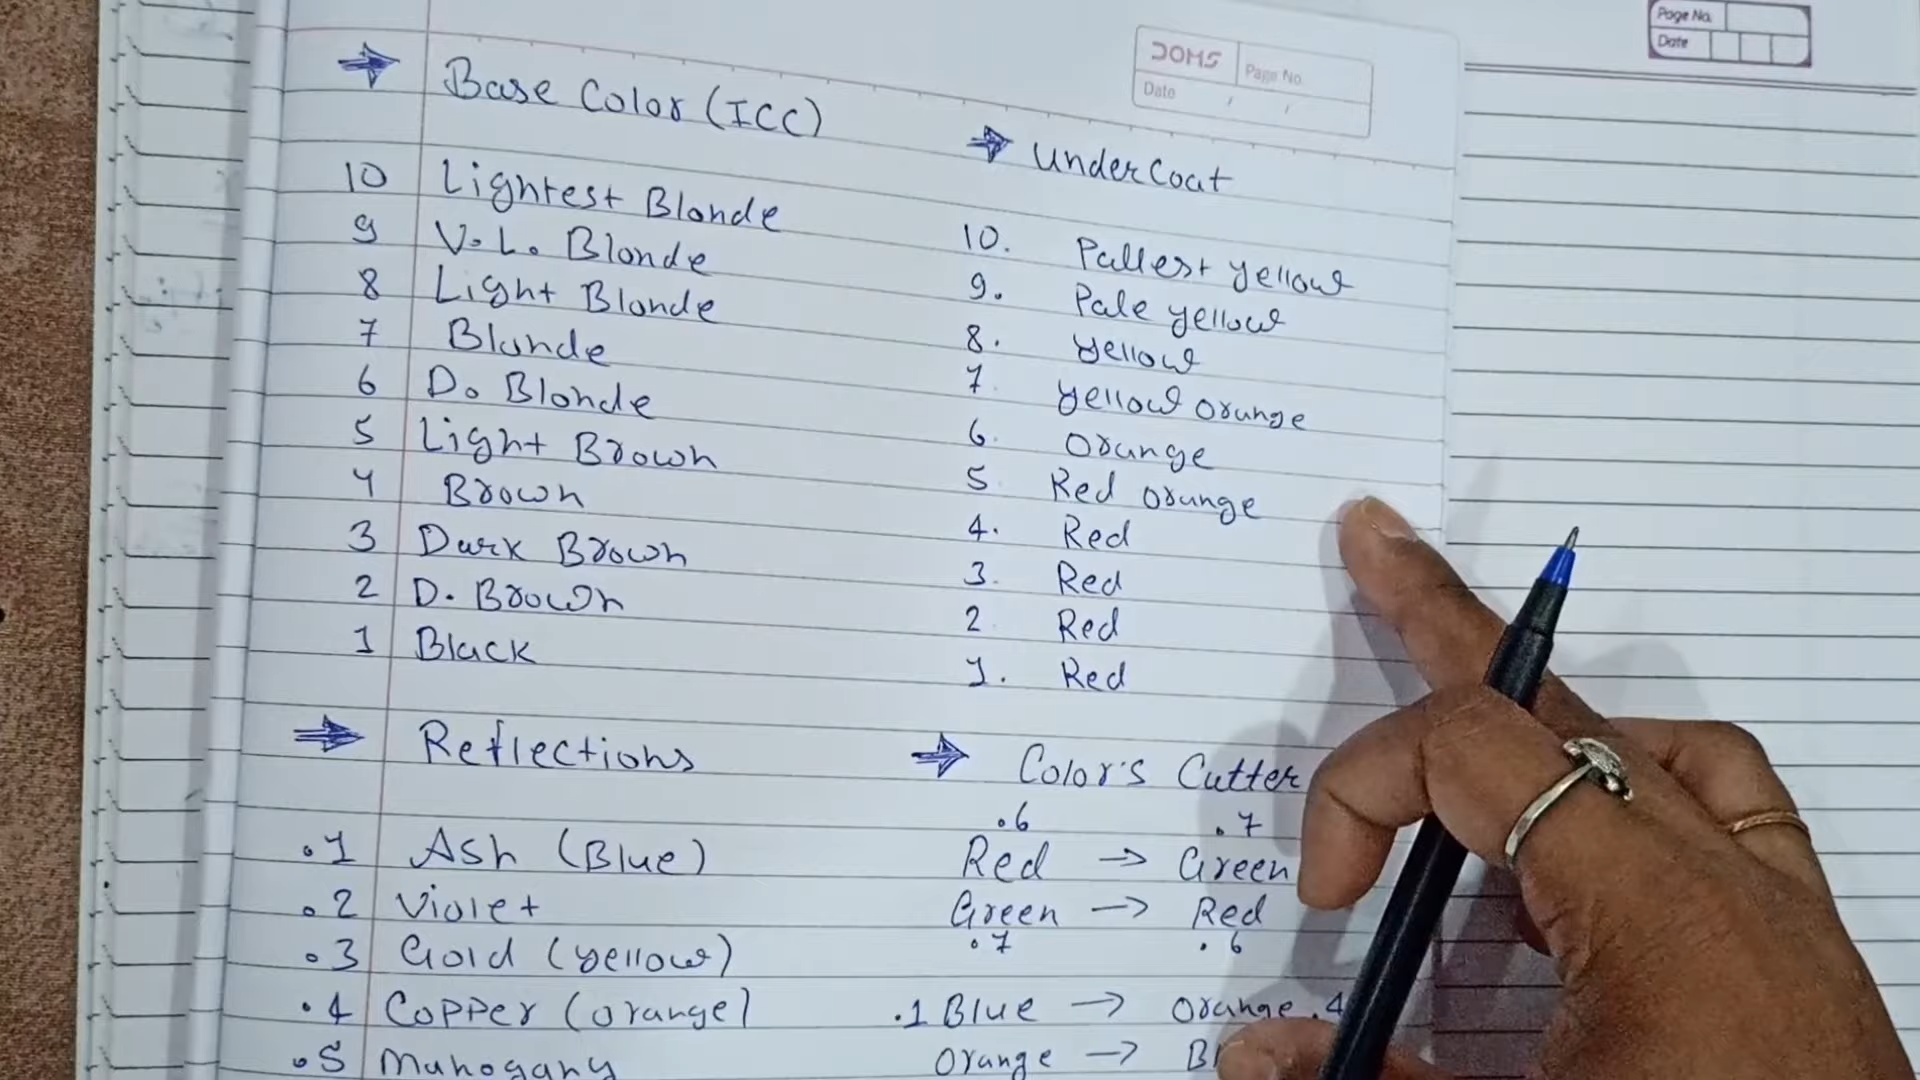 Page No.
Date
DOMS Page No.
Date / /
→ Base Color (ICC)
10 Lightest Blonde
9 V.L. Blonde
8 Light Blonde
7 Blonde
6 D. Blonde
5 Light Brown
4 Brown
3 Dark Brown
2 D. Brown
1 Black
→ Under Coat
10. Pallest yellow
9. Pale yellow
8. yellow
7. yellow orange
6. Orange
5. Red orange
4. Red
3. Red
2. Red
1. Red
→ Reflections
.1 Ash (Blue)
.2 Violet
.3 Gold (yellow)
.4 Copper (orange)
.5 Mahogany
→ Color's Cutter
.6 .7
Red → Green
Green → Red
.7 .6
.1 Blue → Orange .4
Orange →